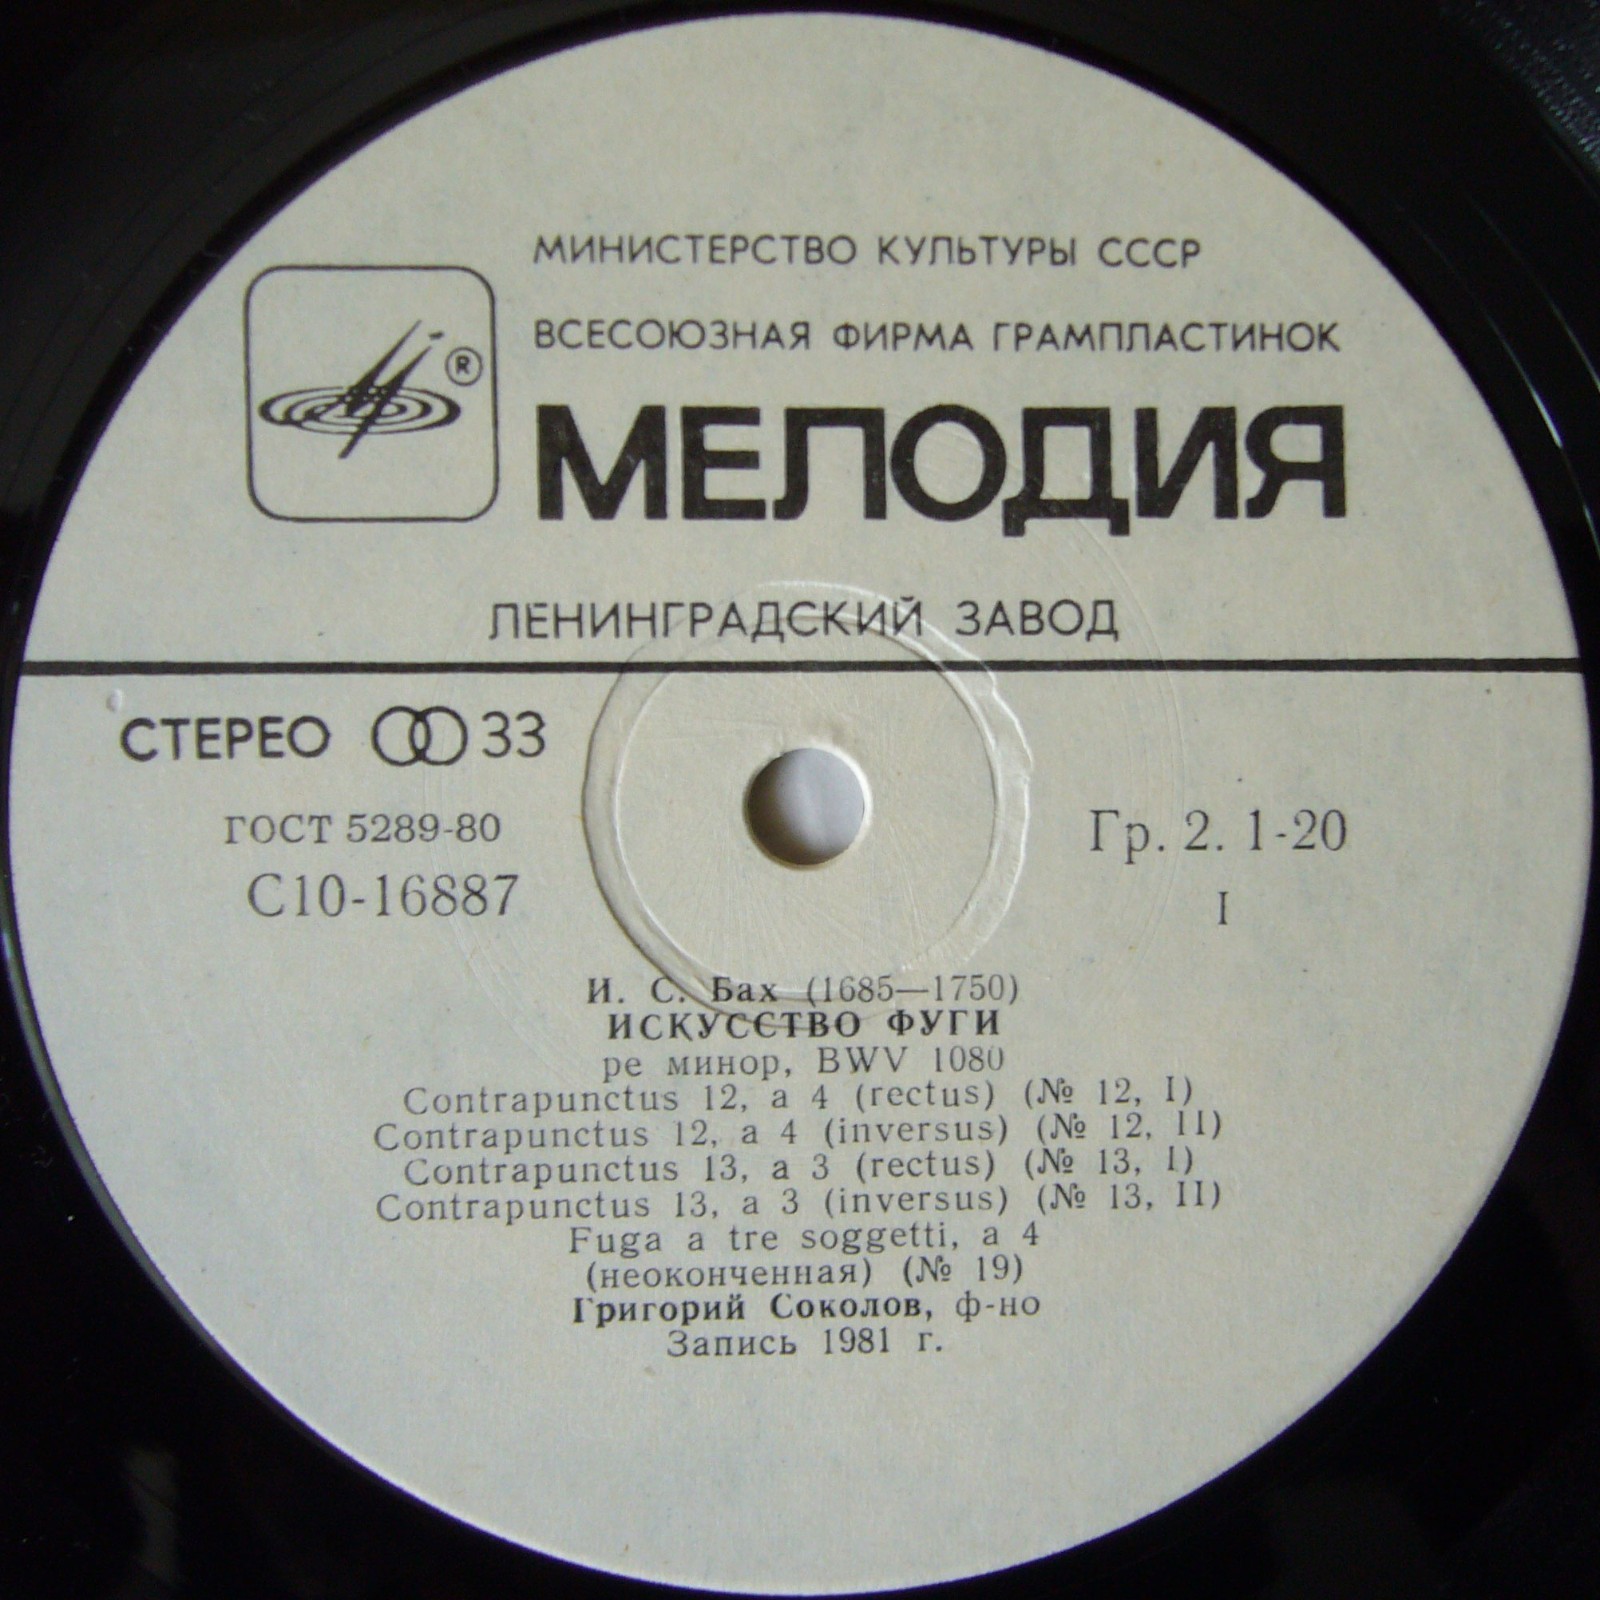 МИНИСТЕРСТВО КУЛЬТУРЫ СССР
ВСЕСОЮЗНАЯ ФИРМА ГРАМПЛАСТИНОК
®
МЕЛОДИЯ
ЛЕНИНГРАДСКИЙ ЗАВОД
СТЕРЕО 33
ГОСТ 5289-80
Гр. 2. 1-20
С10-16887
I
И. С. Бах (1685—1750)
ИСКУССТВО ФУГИ
ре минор, BWV 1080
Contrapunctus 12, a 4 (rectus) (№ 12, I)
Contrapunctus 12, a 4 (inversus) (№ 12, II)
Contrapunctus 13, a 3 (rectus) (№ 13, I)
Contrapunctus 13, a 3 (inversus) (№ 13, II)
Fuga a tre soggetti, a 4
(неоконченная) (№ 19)
Григорий Соколов, ф-но
Запись 1981 г.